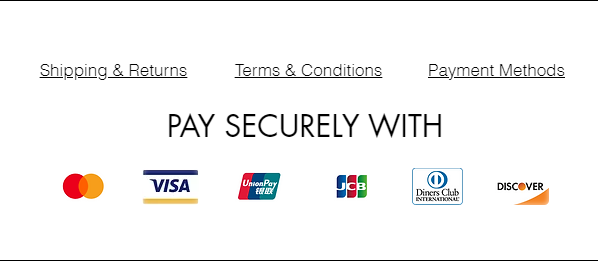 Shipping & Returns Terms & Conditions Payment Methods
PAY SECURELY WITH
VISA UnionPay 银联 JCB Diners Club INTERNATIONAL DISCOVER